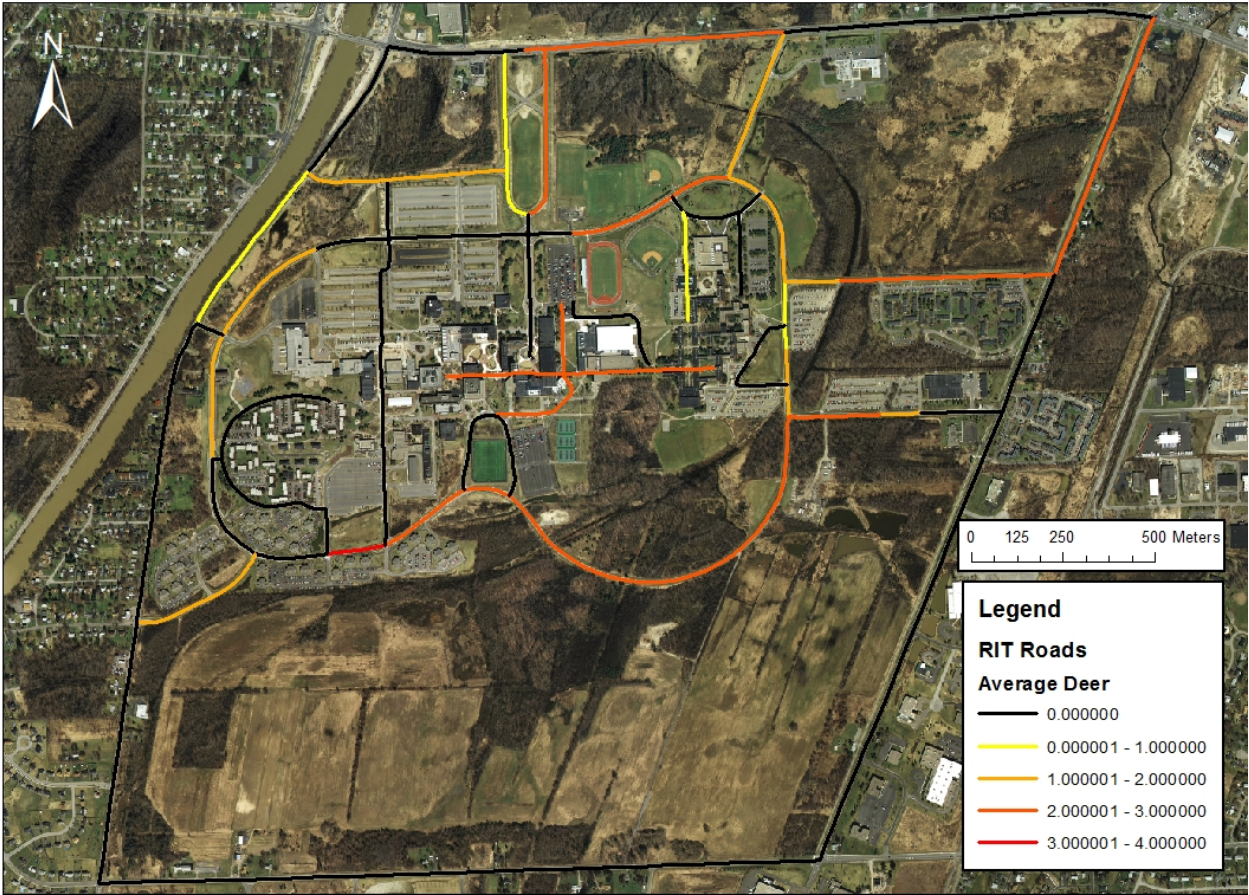 N
0 125 250 500 Meters
Legend
RIT Roads
Average Deer
0.000000
0.000001 - 1.000000
1.000001 - 2.000000
2.000001 - 3.000000
3.000001 - 4.000000